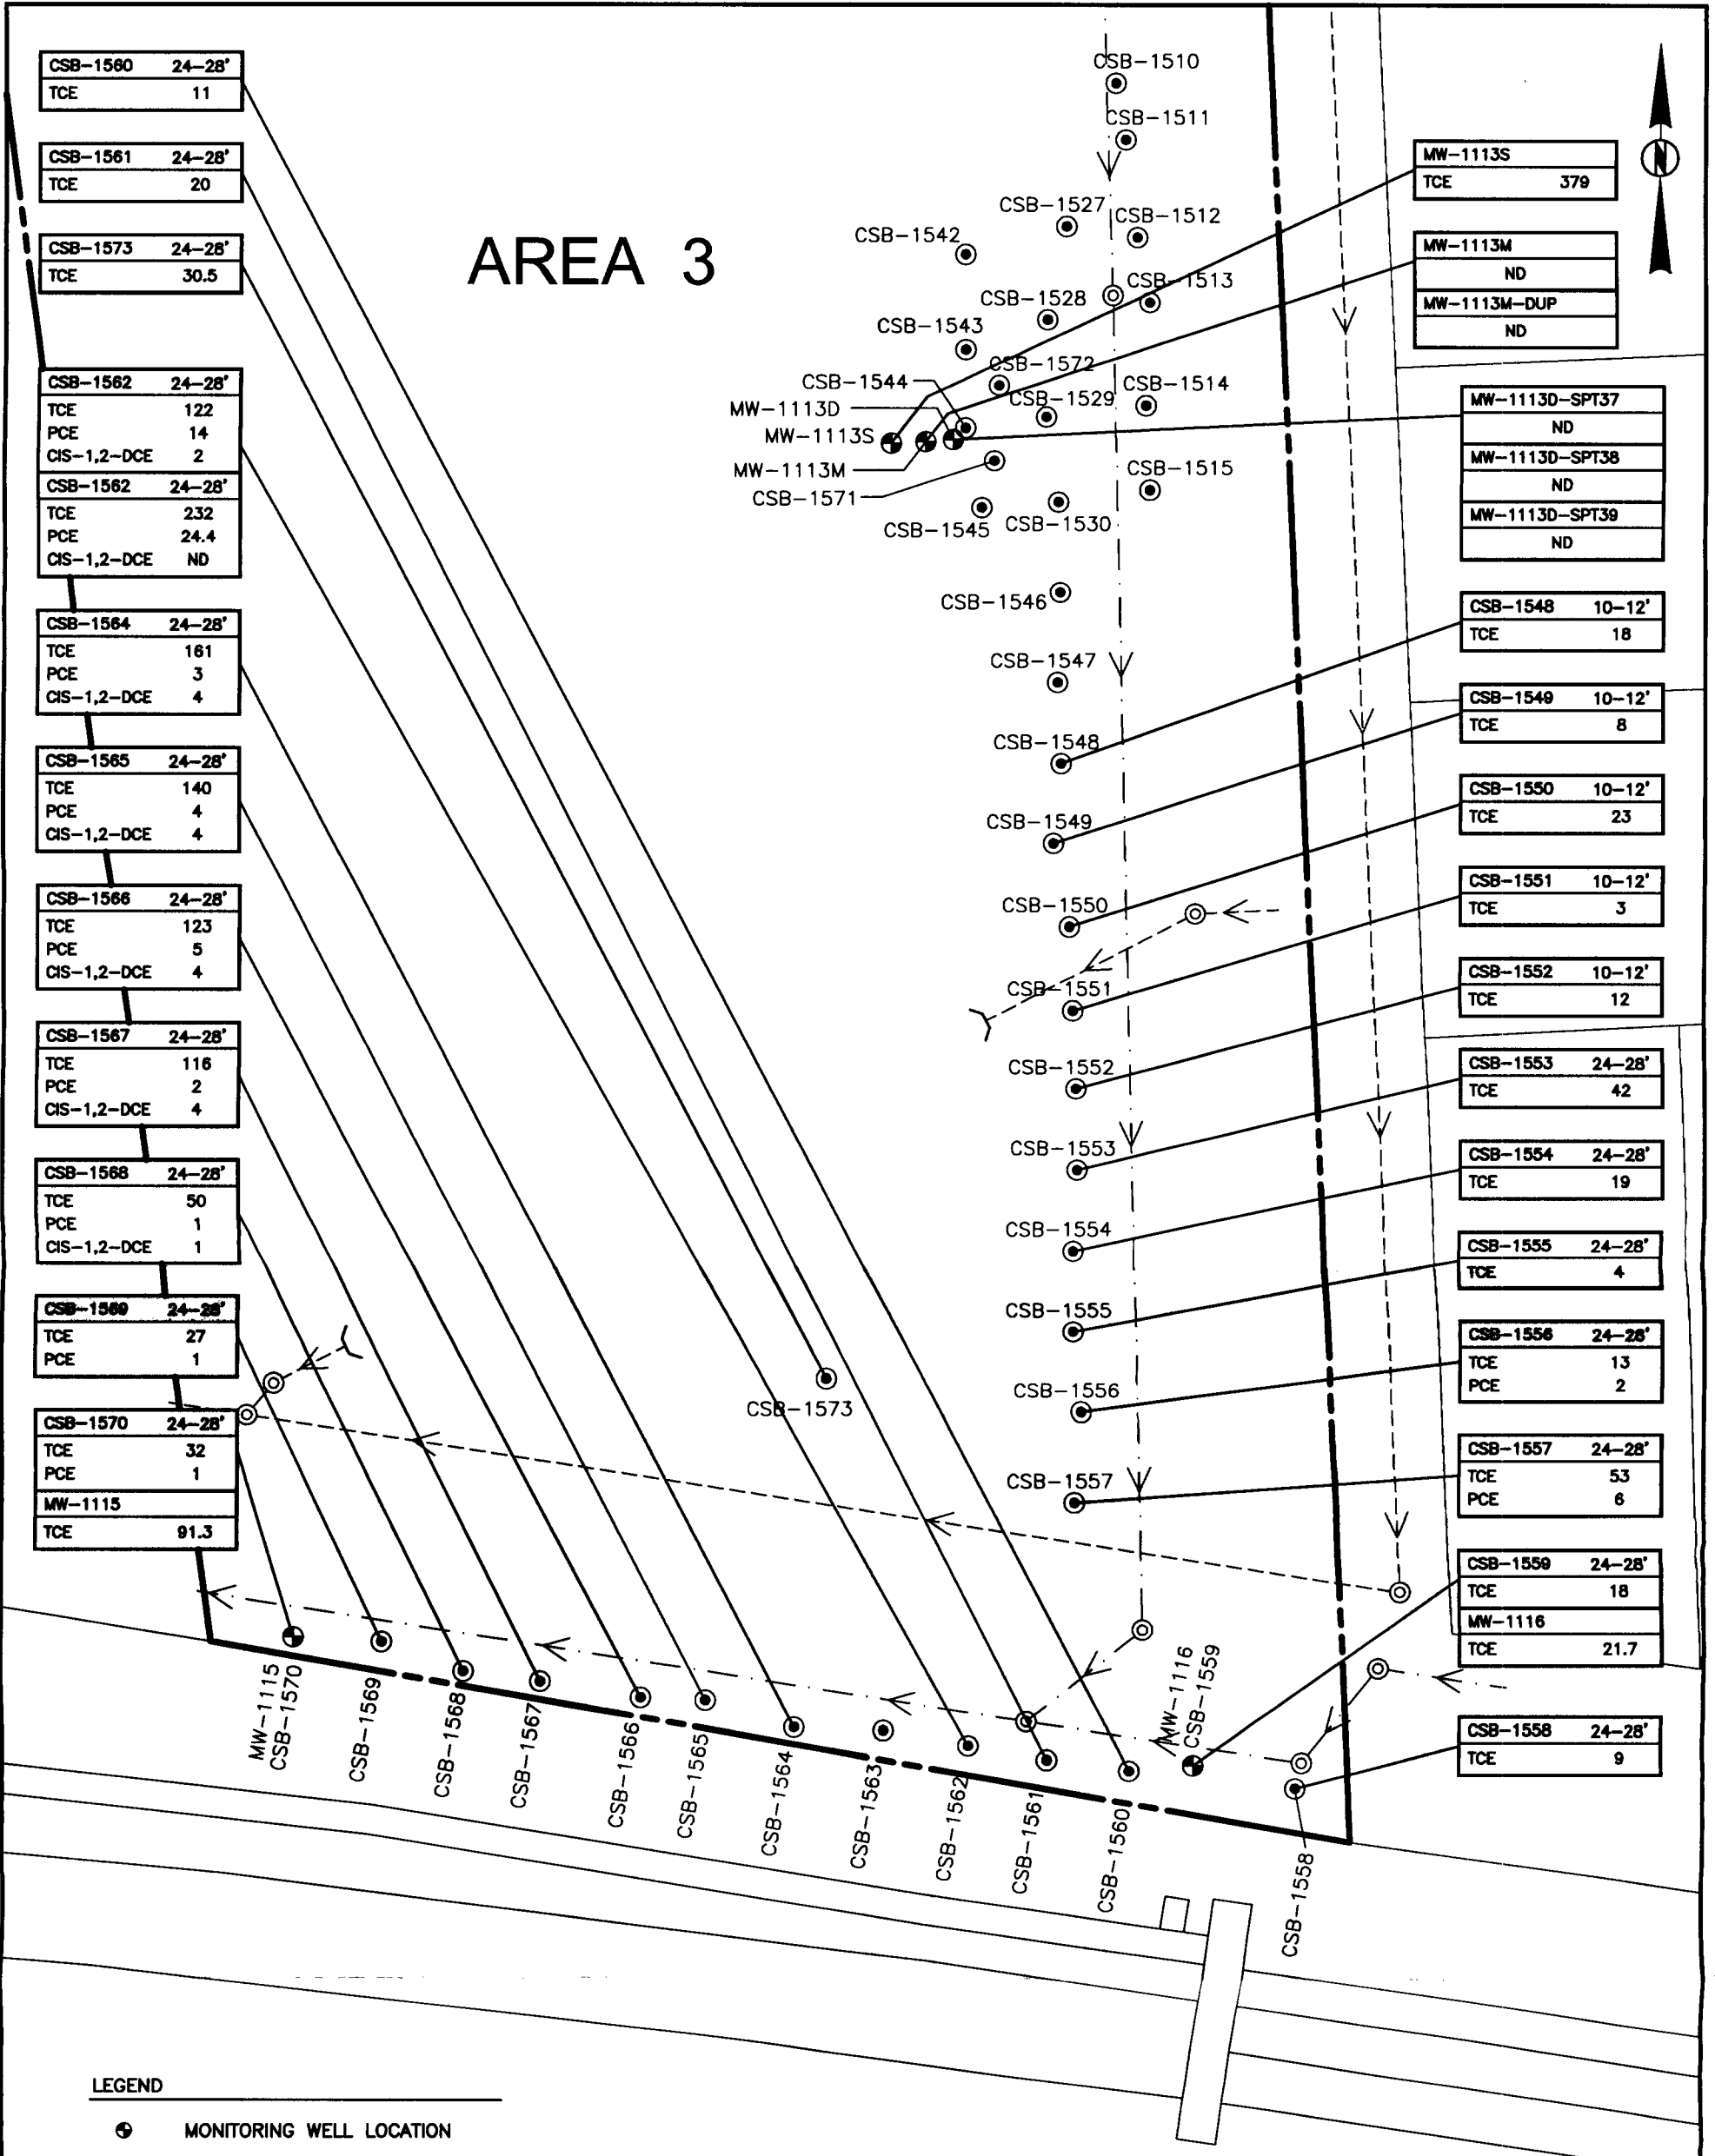 CSB-1560 24-28'
TCE 11
CSB-1561 24-28'
TCE 20
CSB-1573 24-28'
TCE 30.5
CSB-1562 24-28'
TCE 122
PCE 14
CIS-1,2-DCE 2
CSB-1562 24-28'
TCE 232
PCE 24.4
CIS-1,2-DCE ND
CSB-1564 24-28'
TCE 161
PCE 3
CIS-1,2-DCE 4
CSB-1565 24-28'
TCE 140
PCE 4
CIS-1,2-DCE 4
CSB-1566 24-28'
TCE 123
PCE 5
CIS-1,2-DCE 4
CSB-1567 24-28'
TCE 116
PCE 2
CIS-1,2-DCE 4
CSB-1568 24-28'
TCE 50
PCE 1
CIS-1,2-DCE 1
CSB-1569 24-28'
TCE 27
PCE 1
CSB-1570 24-28'
TCE 32
PCE 1
MW-1115
TCE 91.3
AREA 3
CSB-1510
CSB-1511
CSB-1527
CSB-1512
CSB-1542
CSB-1513
CSB-1528
CSB-1543
CSB-1572
CSB-1544
CSB-1514
MW-1113D
CSB-1529
MW-1113S
MW-1113M
CSB-1515
CSB-1571
CSB-1545
CSB-1530
CSB-1546
CSB-1547
CSB-1548
CSB-1549
CSB-1550
CSB-1551
CSB-1552
CSB-1553
CSB-1554
CSB-1555
CSB-1556
CSB-1573
CSB-1557
N
MW-1113S
TCE 379
MW-1113M
ND
MW-1113M-DUP
ND
MW-1113D-SPT37
ND
MW-1113D-SPT38
ND
MW-1113D-SPT39
ND
CSB-1548 10-12'
TCE 18
CSB-1549 10-12'
TCE 8
CSB-1550 10-12'
TCE 23
CSB-1551 10-12'
TCE 3
CSB-1552 10-12'
TCE 12
CSB-1553 24-28'
TCE 42
CSB-1554 24-28'
TCE 19
CSB-1555 24-28'
TCE 4
CSB-1556 24-28'
TCE 13
PCE 2
CSB-1557 24-28'
TCE 53
PCE 6
CSB-1559 24-28'
TCE 18
MW-1116
TCE 21.7
CSB-1558 24-28'
TCE 9
MW-1115
CSB-1570
CSB-1569
CSB-1568
CSB-1567
CSB-1566
CSB-1565
CSB-1564
CSB-1563
CSB-1562
CSB-1561
CSB-1560
MW-1116
CSB-1559
CSB-1558
LEGEND
MONITORING WELL LOCATION